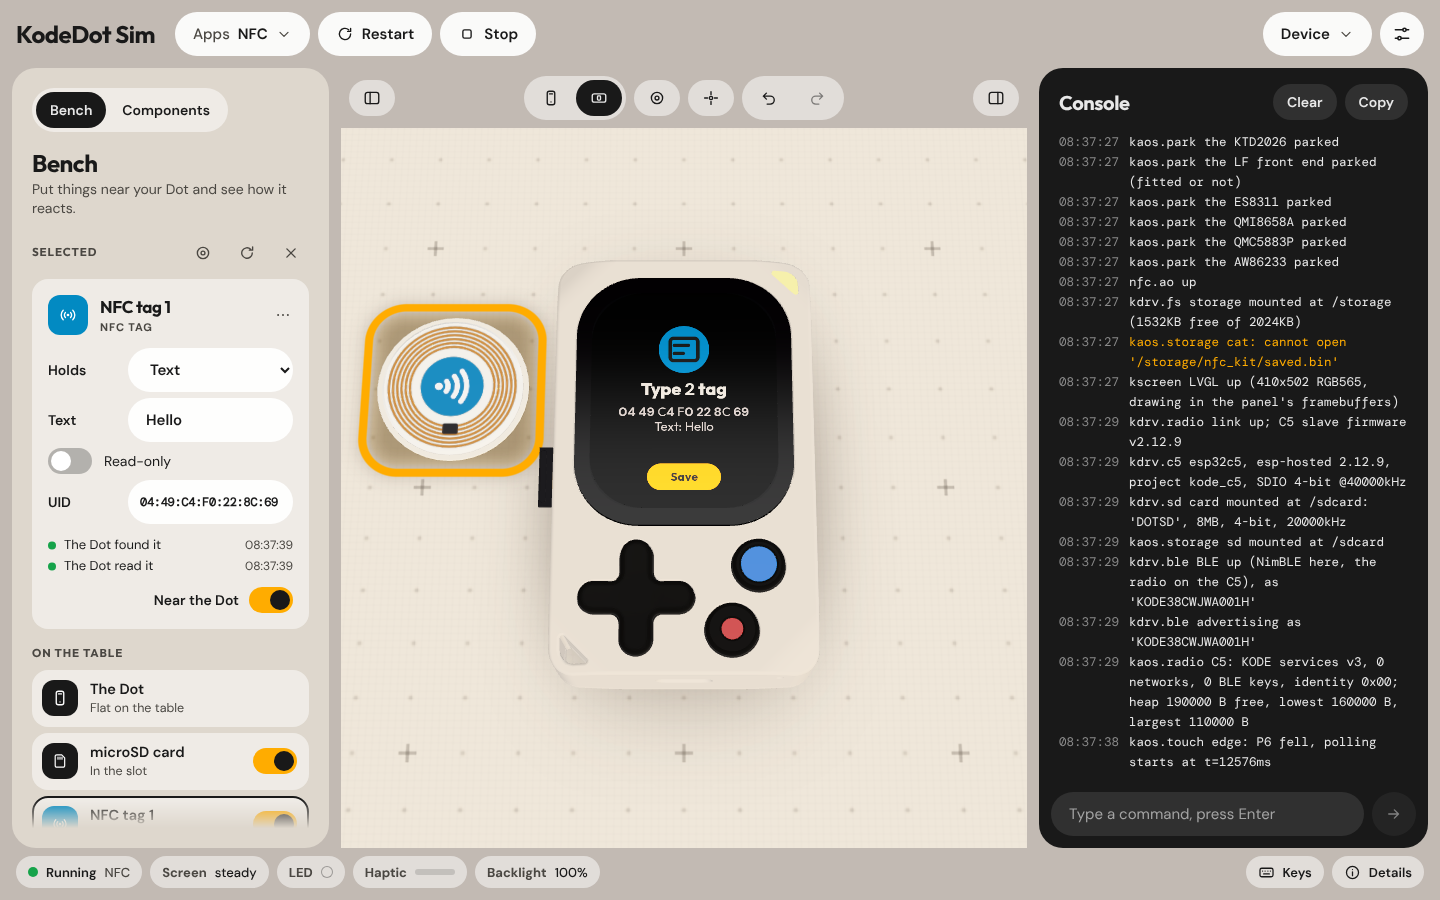 KodeDot Sim
Apps NFC
Restart
Stop
Device
Bench
Components
Bench
Put things near your Dot and see how it
reacts.
SELECTED
NFC tag 1
NFC TAG
Holds
Text
Text
Hello
Read-only
UID
04:49:C4:F0:22:8C:69
The Dot found it 08:37:39
The Dot read it 08:37:39
Near the Dot
ON THE TABLE
The Dot
Flat on the table
microSD card
In the slot
NFC tag 1
Type 2 tag
04 49 C4 F0 22 8C 69
Text: Hello
Save
Console
Clear
Copy
08:37:27 kaos.park the KTD2026 parked
08:37:27 kaos.park the LF front end parked
(fitted or not)
08:37:27 kaos.park the ES8311 parked
08:37:27 kaos.park the QMI8658A parked
08:37:27 kaos.park the QMC5883P parked
08:37:27 kaos.park the AW86233 parked
08:37:27 nfc.ao up
08:37:27 kdrv.fs storage mounted at /storage
(1532KB free of 2024KB)
08:37:27 kaos.storage cat: cannot open
'/storage/nfc_kit/saved.bin'
08:37:27 kscreen LVGL up (410x502 RGB565,
drawing in the panel's framebuffers)
08:37:29 kdrv.radio link up; C5 slave firmware
v2.12.9
08:37:29 kdrv.c5 esp32c5, esp-hosted 2.12.9,
project kode_c5, SDIO 4-bit @40000kHz
08:37:29 kdrv.sd card mounted at /sdcard:
'DOTSD', 8MB, 4-bit, 20000kHz
08:37:29 kaos.storage sd mounted at /sdcard
08:37:29 kdrv.ble BLE up (NimBLE here, the
radio on the C5), as
'KODE38CWJWA001H'
08:37:29 kdrv.ble advertising as
'KODE38CWJWA001H'
08:37:29 kaos.radio C5: KODE services v3, 0
networks, 0 BLE keys, identity 0x00;
heap 190000 B free, lowest 160000 B,
largest 110000 B
08:37:38 kaos.touch edge: P6 fell, polling
starts at t=12576ms
Type a command, press Enter
Running NFC
Screen steady
LED
Haptic
Backlight 100%
Keys
Details